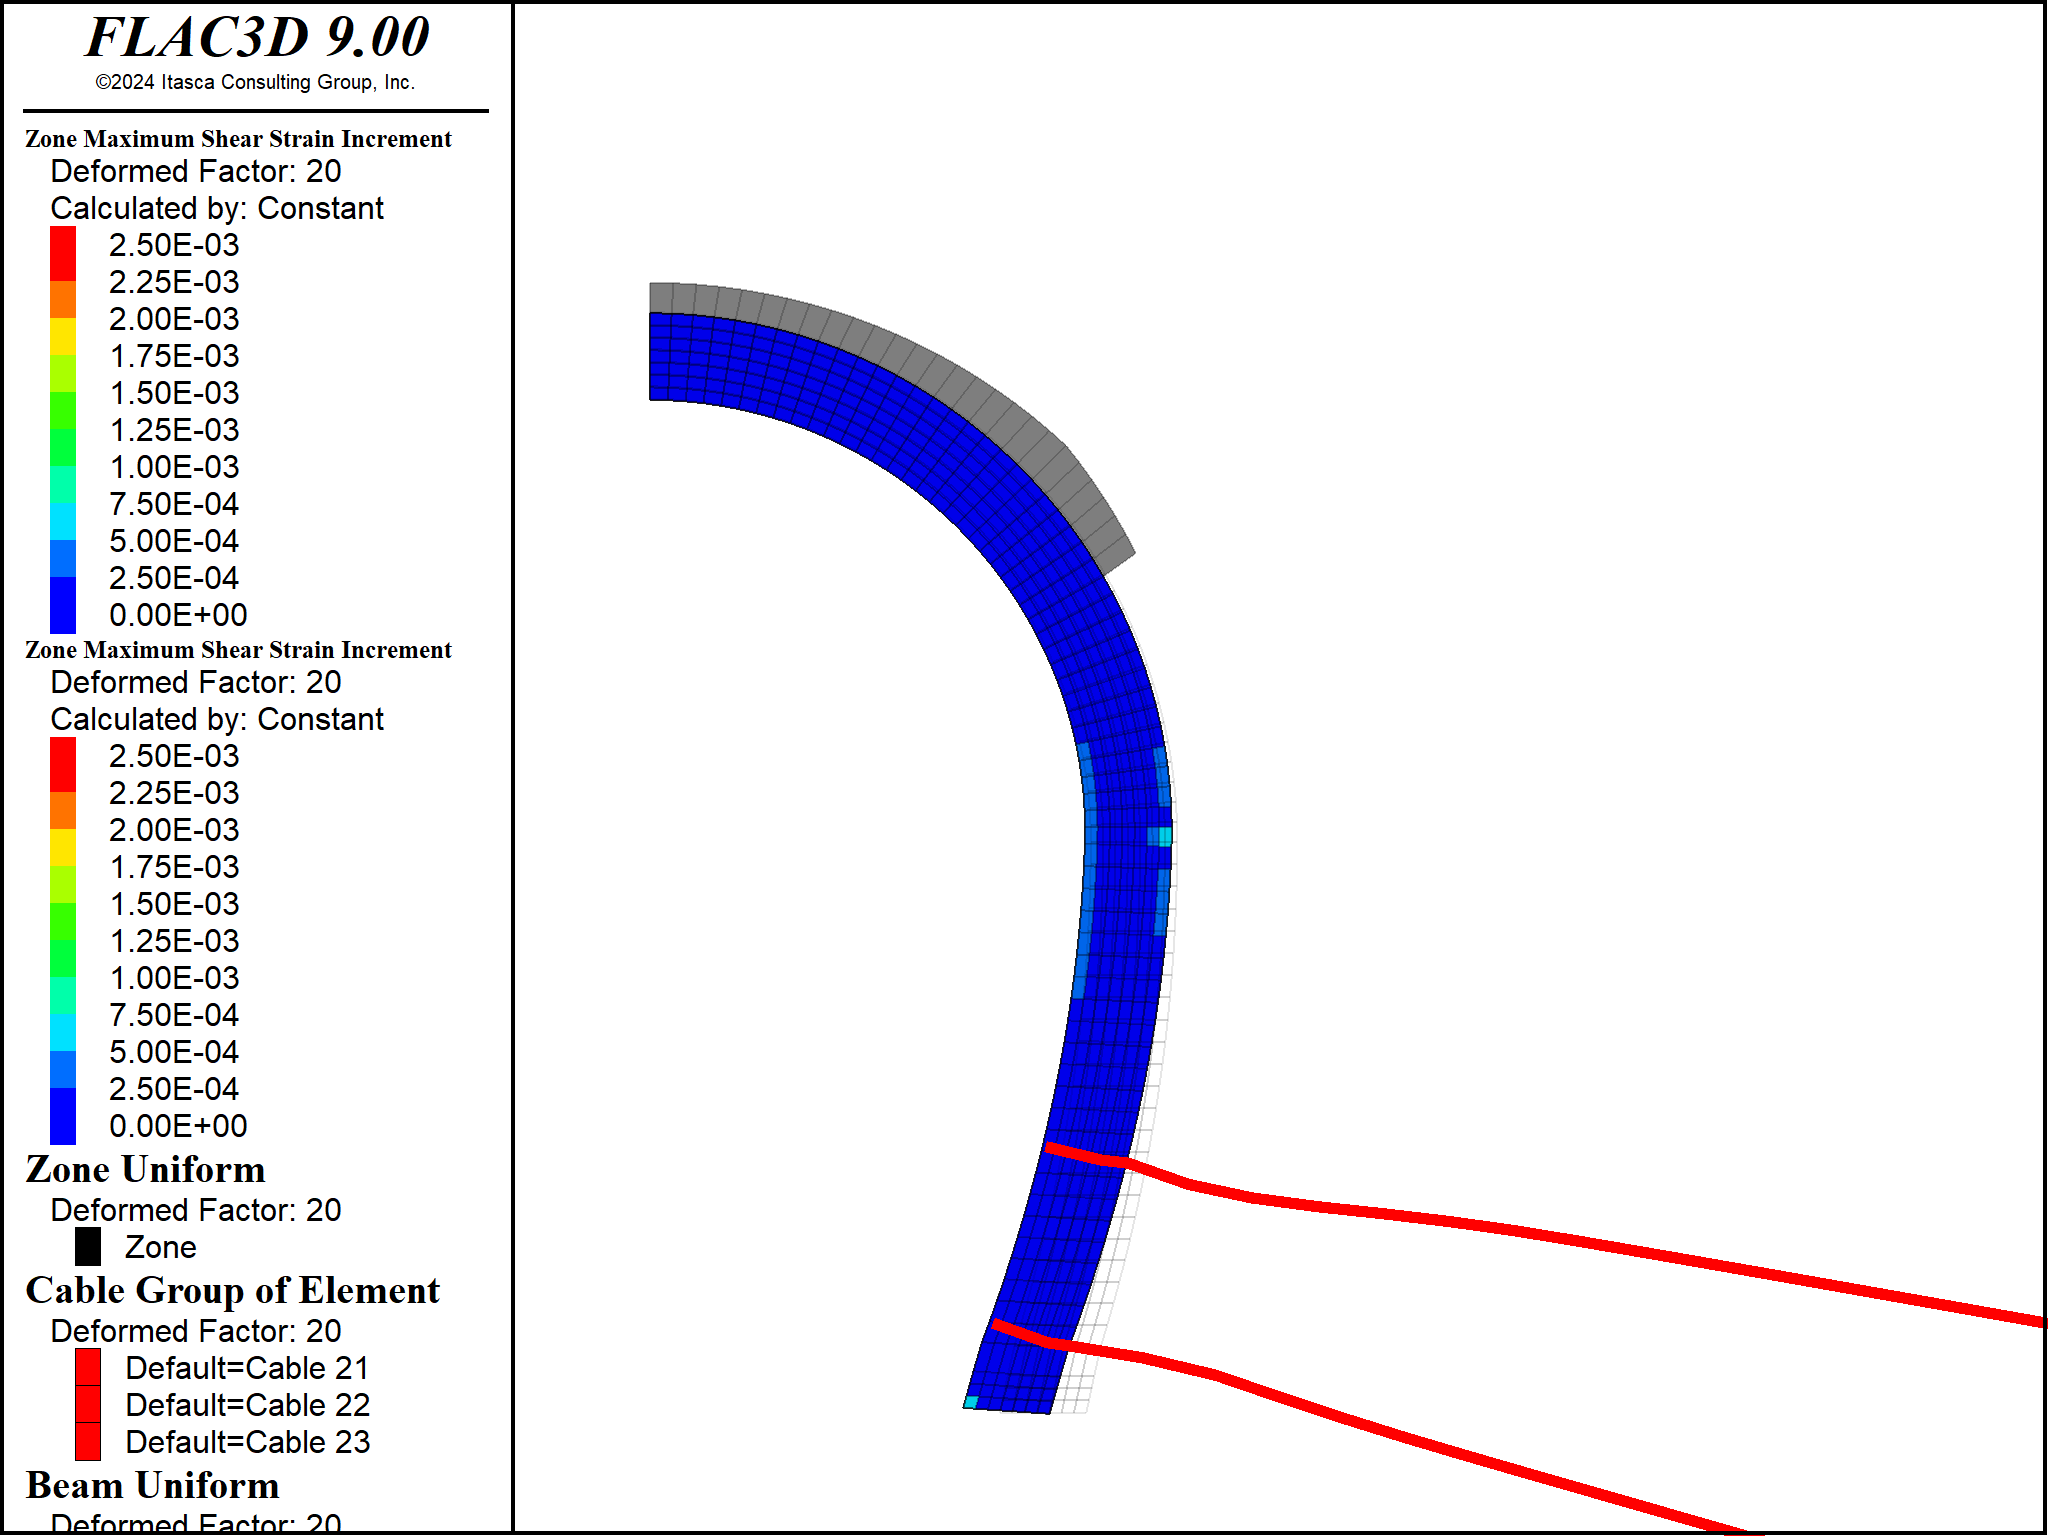 FLAC3D 9.00
©2024 Itasca Consulting Group, Inc.
Zone Maximum Shear Strain Increment
Deformed Factor: 20
Calculated by: Constant
2.50E-03
2.25E-03
2.00E-03
1.75E-03
1.50E-03
1.25E-03
1.00E-03
7.50E-04
5.00E-04
2.50E-04
0.00E+00
Zone Maximum Shear Strain Increment
Deformed Factor: 20
Calculated by: Constant
2.50E-03
2.25E-03
2.00E-03
1.75E-03
1.50E-03
1.25E-03
1.00E-03
7.50E-04
5.00E-04
2.50E-04
0.00E+00
Zone Uniform
Deformed Factor: 20
Zone
Cable Group of Element
Deformed Factor: 20
Default=Cable 21
Default=Cable 22
Default=Cable 23
Beam Uniform
Deformed Factor: 20